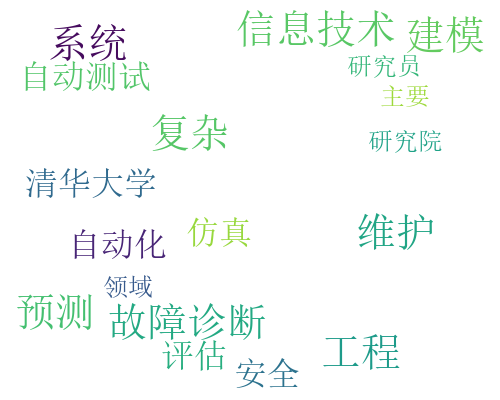 信息技术
建模
系统
研究员
自动测试
主要
复杂
研究院
清华大学
维护
仿真
自动化
领域
预测
故障诊断
工程
评估
安全